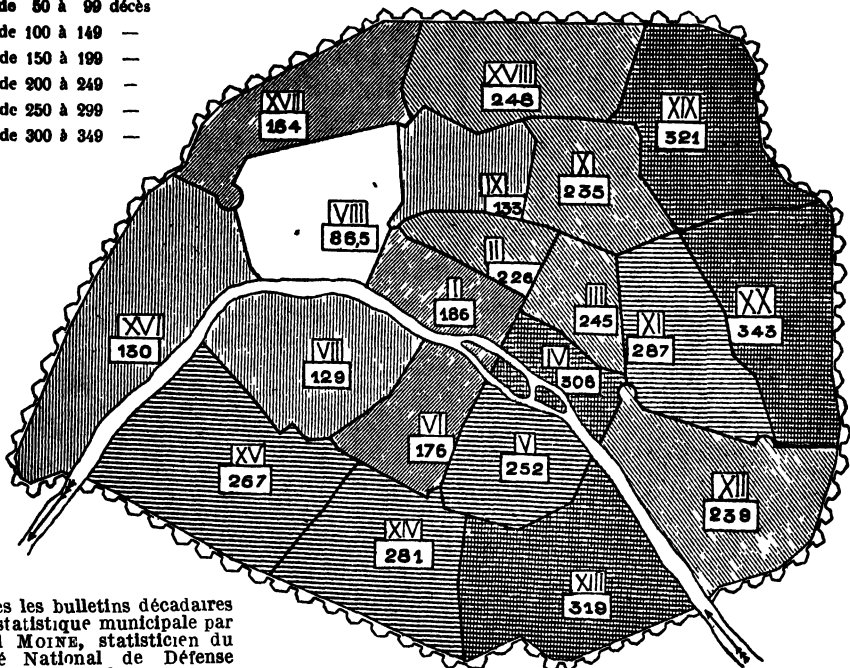 de 50 à 99 décès
de 100 à 149 —
de 150 à 199 —
de 200 à 249 —
de 250 à 299 —
de 300 à 349 —
XVII
164
XVIII
248
XIX
321
VIII
86,5
IX
133
X
235
II
226
I
186
III
245
XI
287
XX
343
XVI
130
VII
129
IV
308
VI
176
V
252
XV
267
XIV
281
XII
238
XIII
319
es les bulletins décadaires
statistique municipale par
l MOINE, statisticien du
é National de Défense